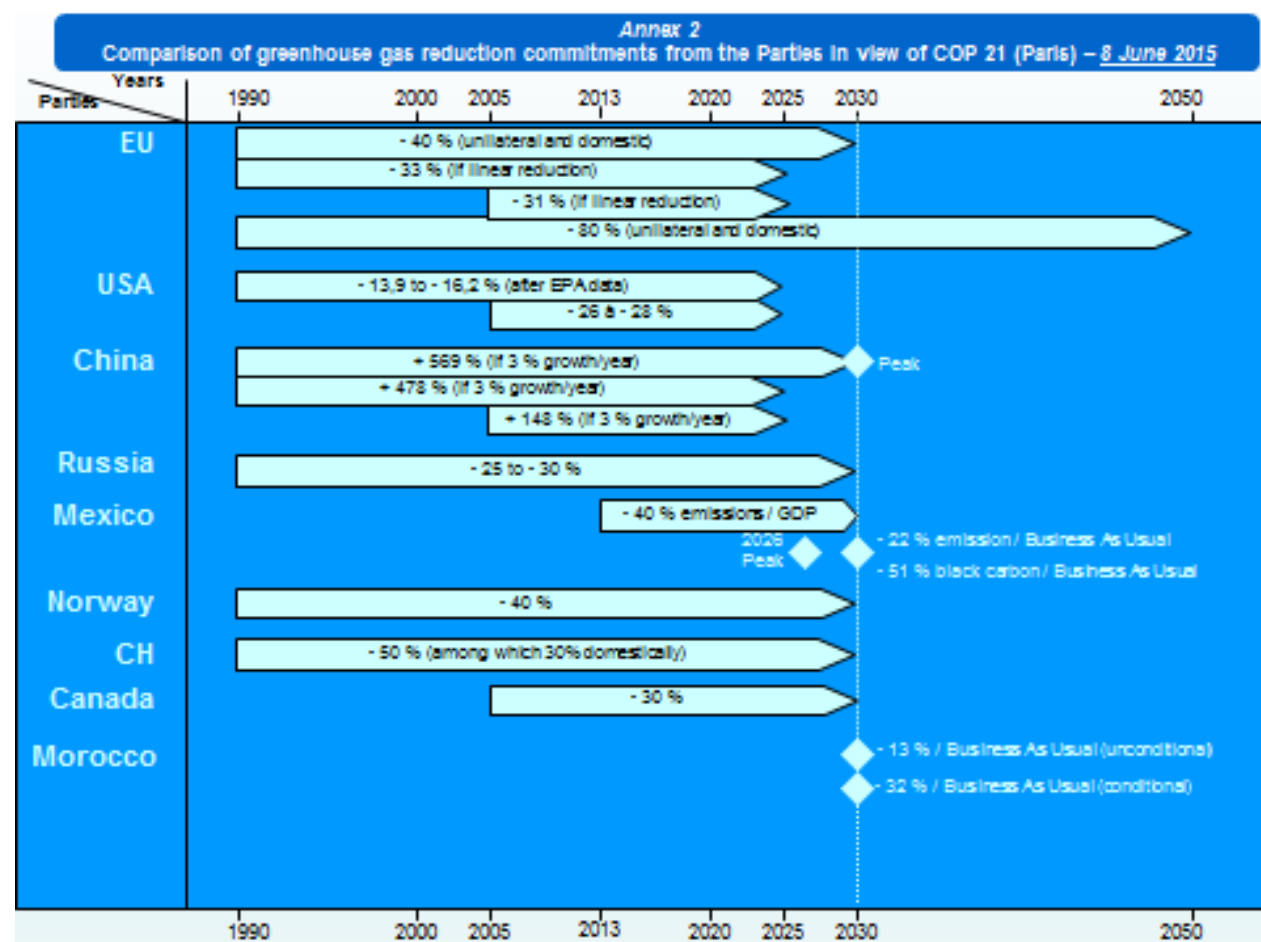 Annex 2
Comparison of greenhouse gas reduction commitments from the Parties in view of COP 21 (Paris) – 8 June 2015
Years
Parties
1990 2000 2005 2013 2020 2025 2030 2050
EU
- 40 % (unilateral and domestic)
- 33 % (if linear reduction)
- 31 % (if linear reduction)
- 80 % (unilateral and domestic)
USA
- 13,9 to - 16,2 % (after EPA data)
- 26 à - 28 %
China
+ 569 % (if 3 % growth/year)
Peak
+ 478 % (if 3 % growth/year)
+ 148 % (if 3 % growth/year)
Russia
- 25 to - 30 %
Mexico
- 40 % emissions / GDP
2026
Peak
- 22 % emission / Business As Usual
- 51 % black carbon / Business As Usual
Norway
- 40 %
CH
- 50 % (among which 30% domestically)
Canada
- 30 %
Morocco
- 13 % / Business As Usual (unconditional)
- 32 % / Business As Usual (conditional)
1990 2000 2005 2013 2020 2025 2030 2050